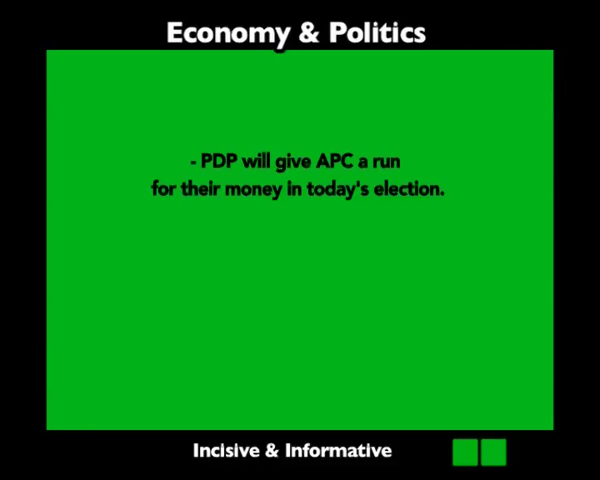 Economy & Politics
- PDP will give APC a run
for their money in today's election.
Incisive & Informative